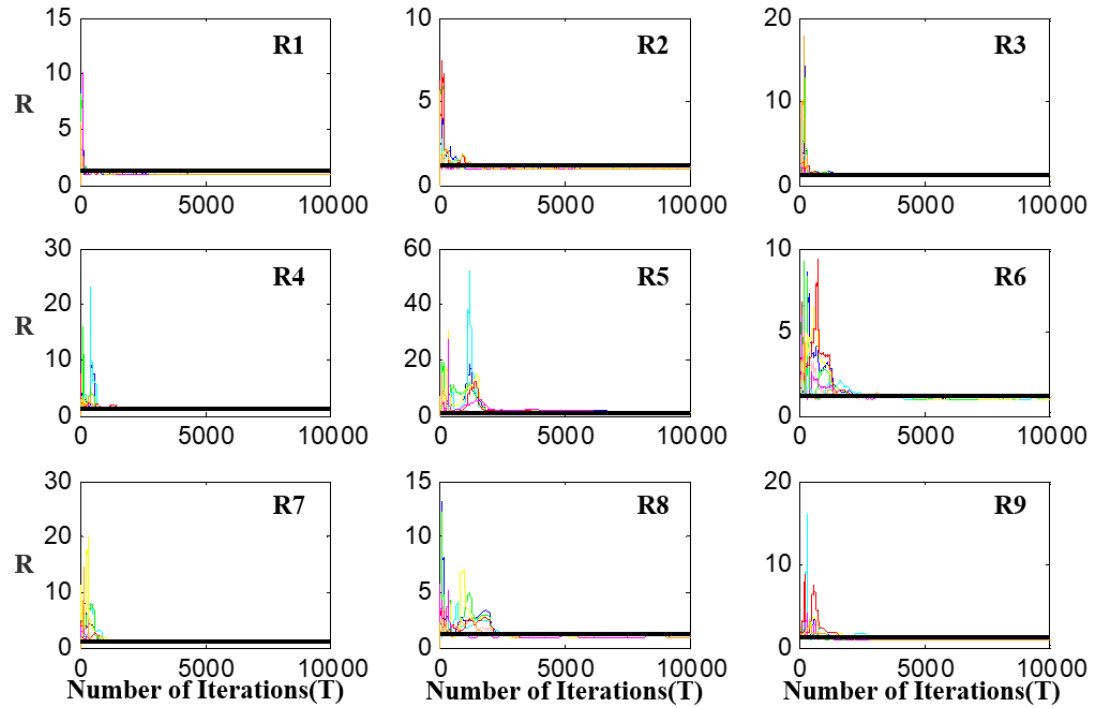 15 10 20
R1 R2 R3
10 15
R 5 10
5 5
0 0 0
0 5000 10000 0 5000 10000 0 5000 10000
30 60 10
R4 R5 R6
20 40
R 5
10 20
0 0 0
0 5000 10000 0 5000 10000 0 5000 10000
30 15 20
R7 R8 R9
20 10 15
R 10
10 5 5
0 0 0
0 5000 10000 0 5000 10000 0 5000 10000
Number of Iterations(T) Number of Iterations(T) Number of Iterations(T)